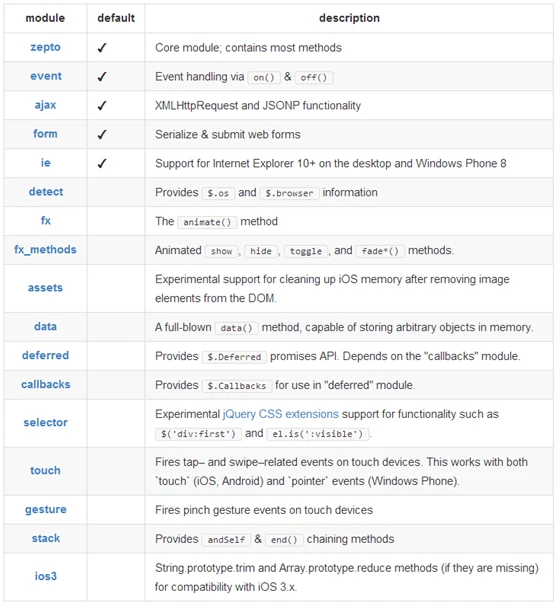 module default description
zepto ✔ Core module; contains most methods
event ✔ Event handling via on() & off()
ajax ✔ XMLHttpRequest and JSONP functionality
form ✔ Serialize & submit web forms
ie ✔ Support for Internet Explorer 10+ on the desktop and Windows Phone 8
detect Provides $.os and $.browser information
fx The animate() method
fx_methods Animated show, hide, toggle, and fade*() methods.
assets Experimental support for cleaning up iOS memory after removing image
elements from the DOM.
data A full-blown data() method, capable of storing arbitrary objects in memory.
deferred Provides $.Deferred promises API. Depends on the "callbacks" module.
callbacks Provides $.Callbacks for use in "deferred" module.
selector Experimental jQuery CSS extensions support for functionality such as
$('div:first') and el.is(':visible').
touch Fires tap– and swipe–related events on touch devices. This works with both
`touch` (iOS, Android) and `pointer` events (Windows Phone).
gesture Fires pinch gesture events on touch devices
stack Provides andSelf & end() chaining methods
ios3 String.prototype.trim and Array.prototype.reduce methods (if they are missing)
for compatibility with iOS 3.x.